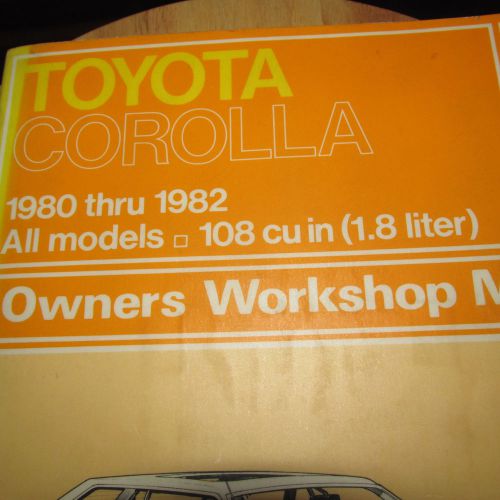 TOYOTA
COROLLA
1980 thru 1982
All models □ 108 cu in (1.8 liter)
Owners Workshop M